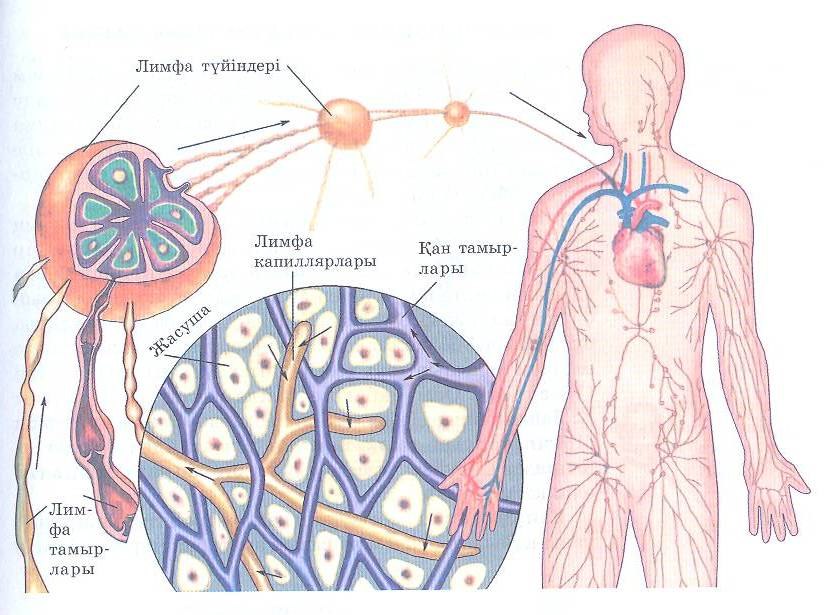 Лимфа түйіндері
Лимфа
капиллярлары
Қан тамыр-
лары
Жасуша
Лим-
фа
тамыр-
лары